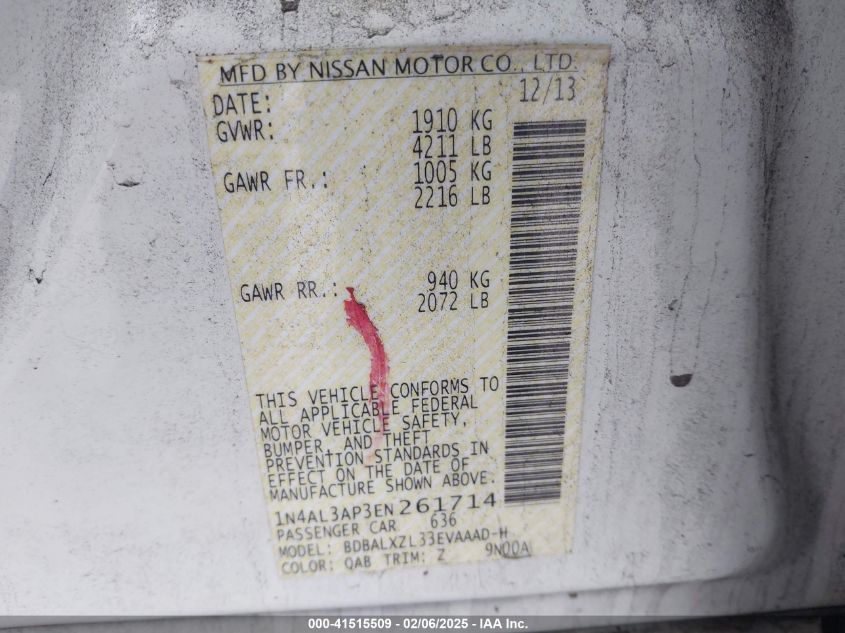 MFD BY NISSAN MOTOR CO., LTD.
DATE: 12/13
GVWR: 1910 KG
4211 LB
GAWR FR.: 1005 KG
2216 LB
GAWR RR.: 940 KG
2072 LB
THIS VEHICLE CONFORMS TO
ALL APPLICABLE FEDERAL
MOTOR VEHICLE SAFETY,
BUMPER, AND THEFT
PREVENTION STANDARDS IN
EFFECT ON THE DATE OF
MANUFACTURE SHOWN ABOVE.
1N4AL3AP3EN261714
PASSENGER CAR 636
MODEL: BDBALXZL33EVAAAD-H
COLOR: QAB TRIM: Z 9N00A
000-41515509 - 02/06/2025 - IAA Inc.